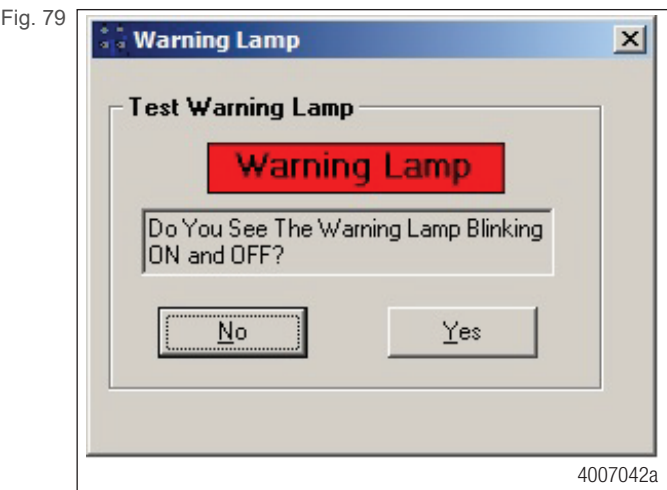 Fig. 79
Warning Lamp
Test Warning Lamp
Warning Lamp
Do You See The Warning Lamp Blinking
ON and OFF?
No
Yes
4007042a